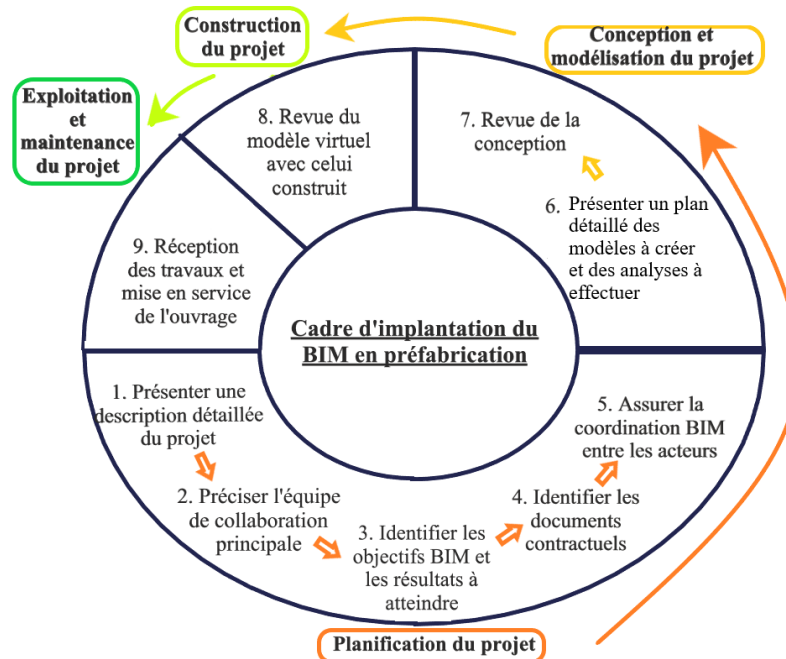 Construction
du projet
Conception et
modélisation du projet
Exploitation
et
maintenance
du projet
8. Revue du
modèle virtuel
avec celui
construit
7. Revue de la
conception
6. Présenter un plan
détaillé des
modèles à créer
et des analyses à
effectuer
9. Réception
des travaux et
mise en service
de l'ouvrage
Cadre d'implantation du
BIM en préfabrication
1. Présenter une
description détaillée
du projet
2. Préciser l'équipe
de collaboration
principale
3. Identifier les
objectifs BIM et
les résultats à
atteindre
4. Identifier les
documents
contractuels
5. Assurer la
coordination BIM
entre les acteurs
Planification du projet